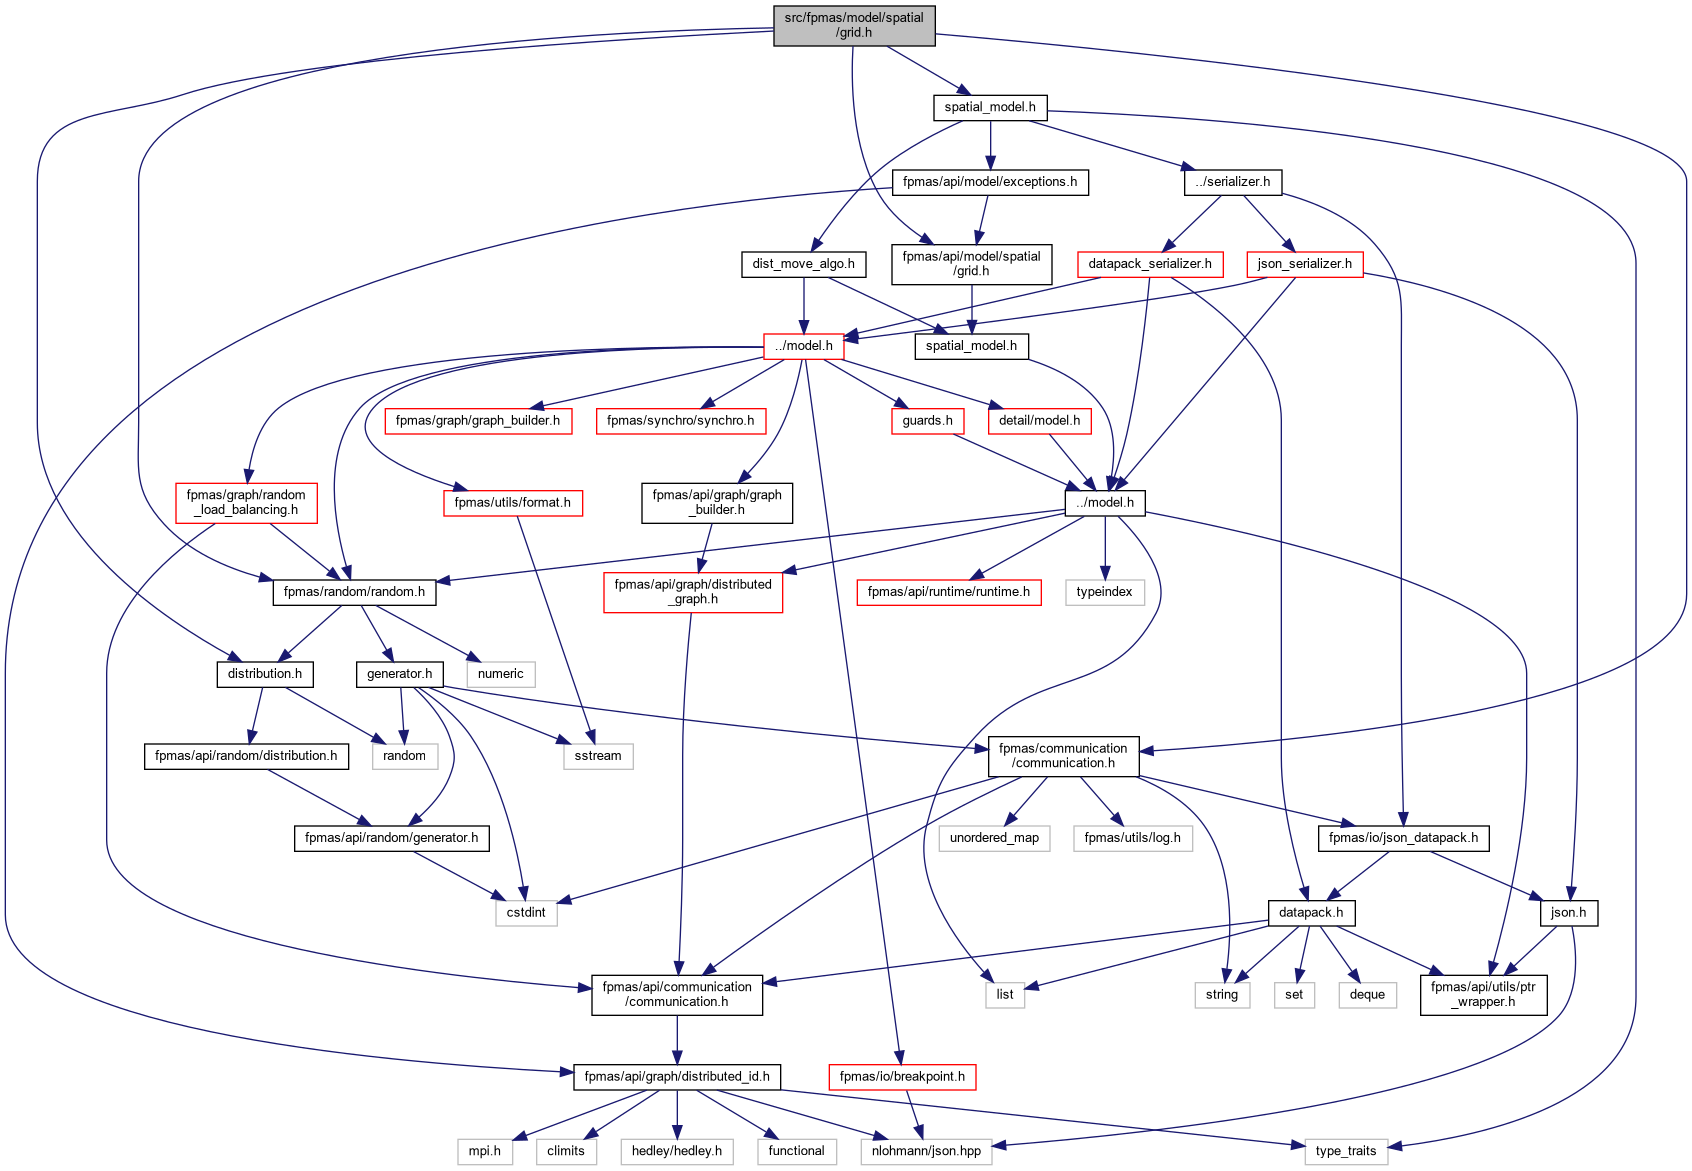 src/fpmas/model/spatial
/grid.h
spatial_model.h
fpmas/api/model/exceptions.h
../serializer.h
dist_move_algo.h
fpmas/api/model/spatial
/grid.h
datapack_serializer.h
json_serializer.h
../model.h
spatial_model.h
fpmas/graph/graph_builder.h
fpmas/synchro/synchro.h
guards.h
detail/model.h
fpmas/graph/random
_load_balancing.h
fpmas/utils/format.h
fpmas/api/graph/graph
_builder.h
../model.h
fpmas/random/random.h
fpmas/api/graph/distributed
_graph.h
fpmas/api/runtime/runtime.h
typeindex
distribution.h
generator.h
numeric
fpmas/api/random/distribution.h
random
sstream
fpmas/communication
/communication.h
fpmas/api/random/generator.h
unordered_map
fpmas/utils/log.h
fpmas/io/json_datapack.h
cstdint
datapack.h
json.h
fpmas/api/communication
/communication.h
list
string
set
deque
fpmas/api/utils/ptr
_wrapper.h
fpmas/api/graph/distributed_id.h
fpmas/io/breakpoint.h
mpi.h
climits
hedley/hedley.h
functional
nlohmann/json.hpp
type_traits